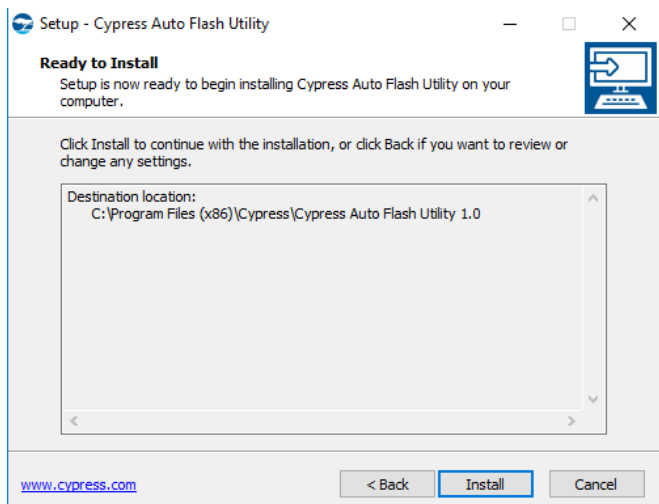 Setup - Cypress Auto Flash Utility
Ready to Install
Setup is now ready to begin installing Cypress Auto Flash Utility on your
computer.
Click Install to continue with the installation, or click Back if you want to review or
change any settings.
Destination location:
C:\Program Files (x86)\Cypress\Cypress Auto Flash Utility 1.0
www.cypress.com
< Back
Install
Cancel